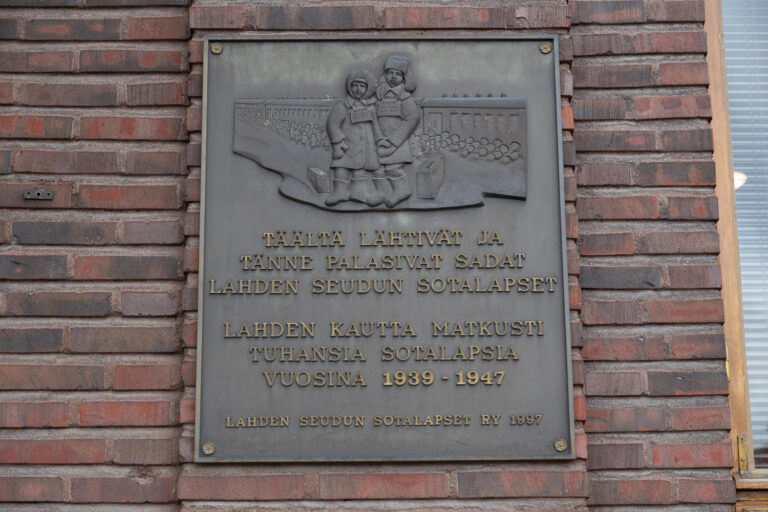 TÄÄLTÄ LÄHTIVÄT JA
TÄNNE PALASIVAT SADAT
LAHDEN SEUDUN SOTALAPSET
LAHDEN KAUTTA MATKUSTI
TUHANSIA SOTALAPSIA
VUOSINA 1939 - 1947
LAHDEN SEUDUN SOTALAPSET RY 1997